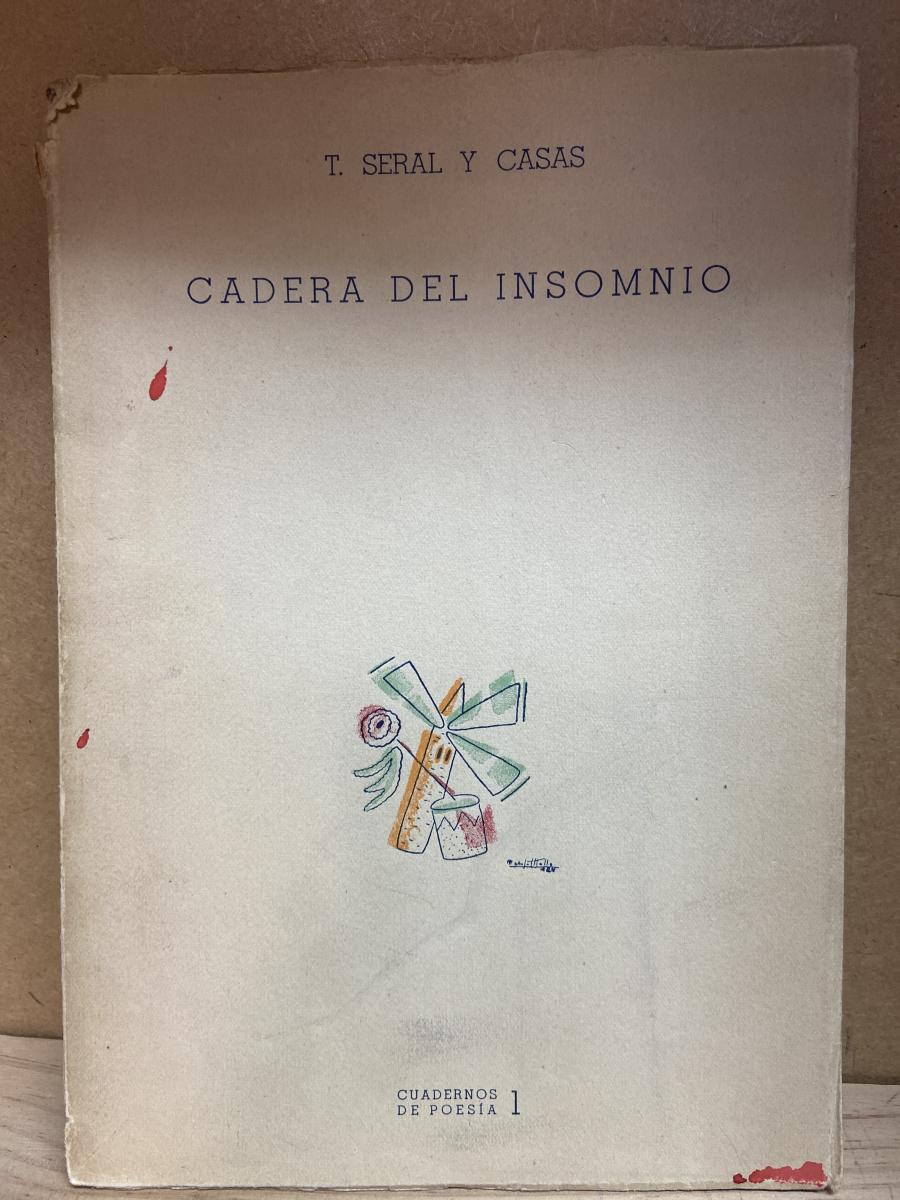 T. SERAL Y CASAS
CADERA DEL INSOMNIO
CUADERNOS
DE POESÍA 1